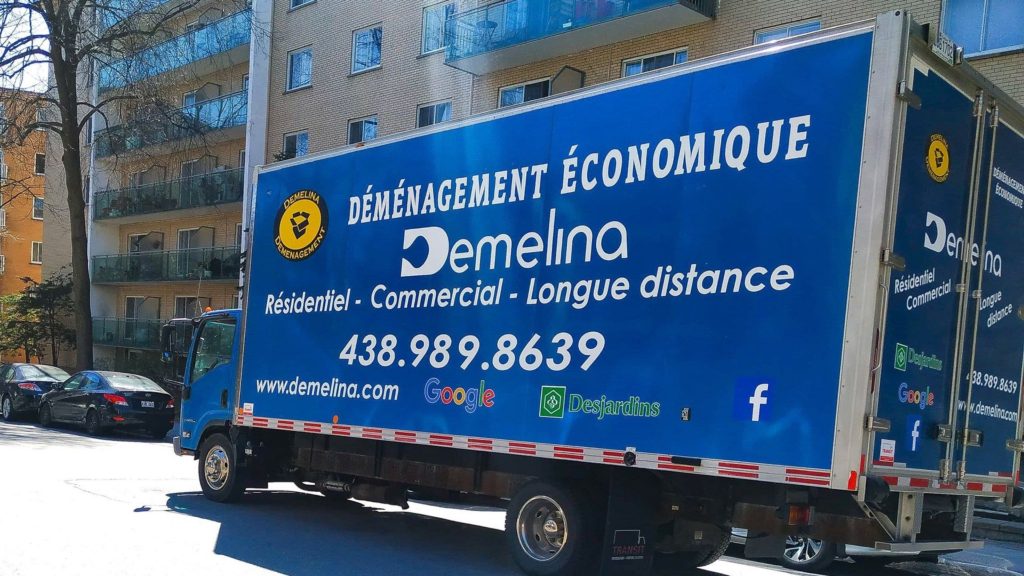 DEMELINA
DÉMÉNAGEMENT
DÉMÉNAGEMENT ÉCONOMIQUE
Demelina
Résidentiel - Commercial - Longue distance
438.989.8639
www.demelina.com
Google
Desjardins
f
DÉMÉNAGEMENT
ÉCONOMIQUE
Demelina
Résidentiel
Commercial
Longue
distance
438.989.8639
Desjardins
Google
www.demelina.com
f
TRANSIT